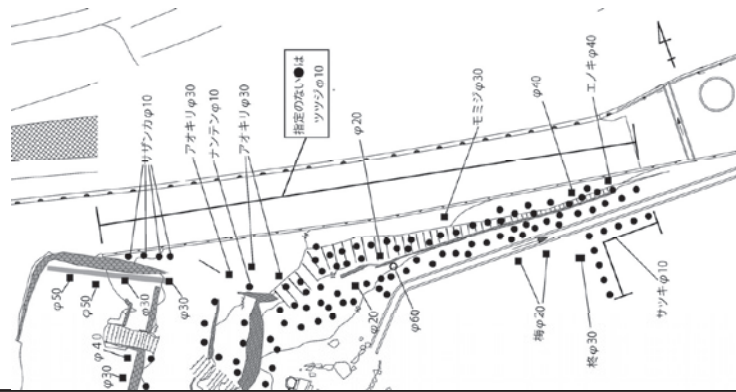 サザンカφ10
アオキリφ30
ナンテンφ10
アオキリφ30
指定のない●は
ツツジφ10
φ20
モミジφ30
φ40
エノキφ40
φ50
φ50
φ30
φ30
φ40
φ30
φ20
φ60
梅φ20
柊φ30
サツキφ10